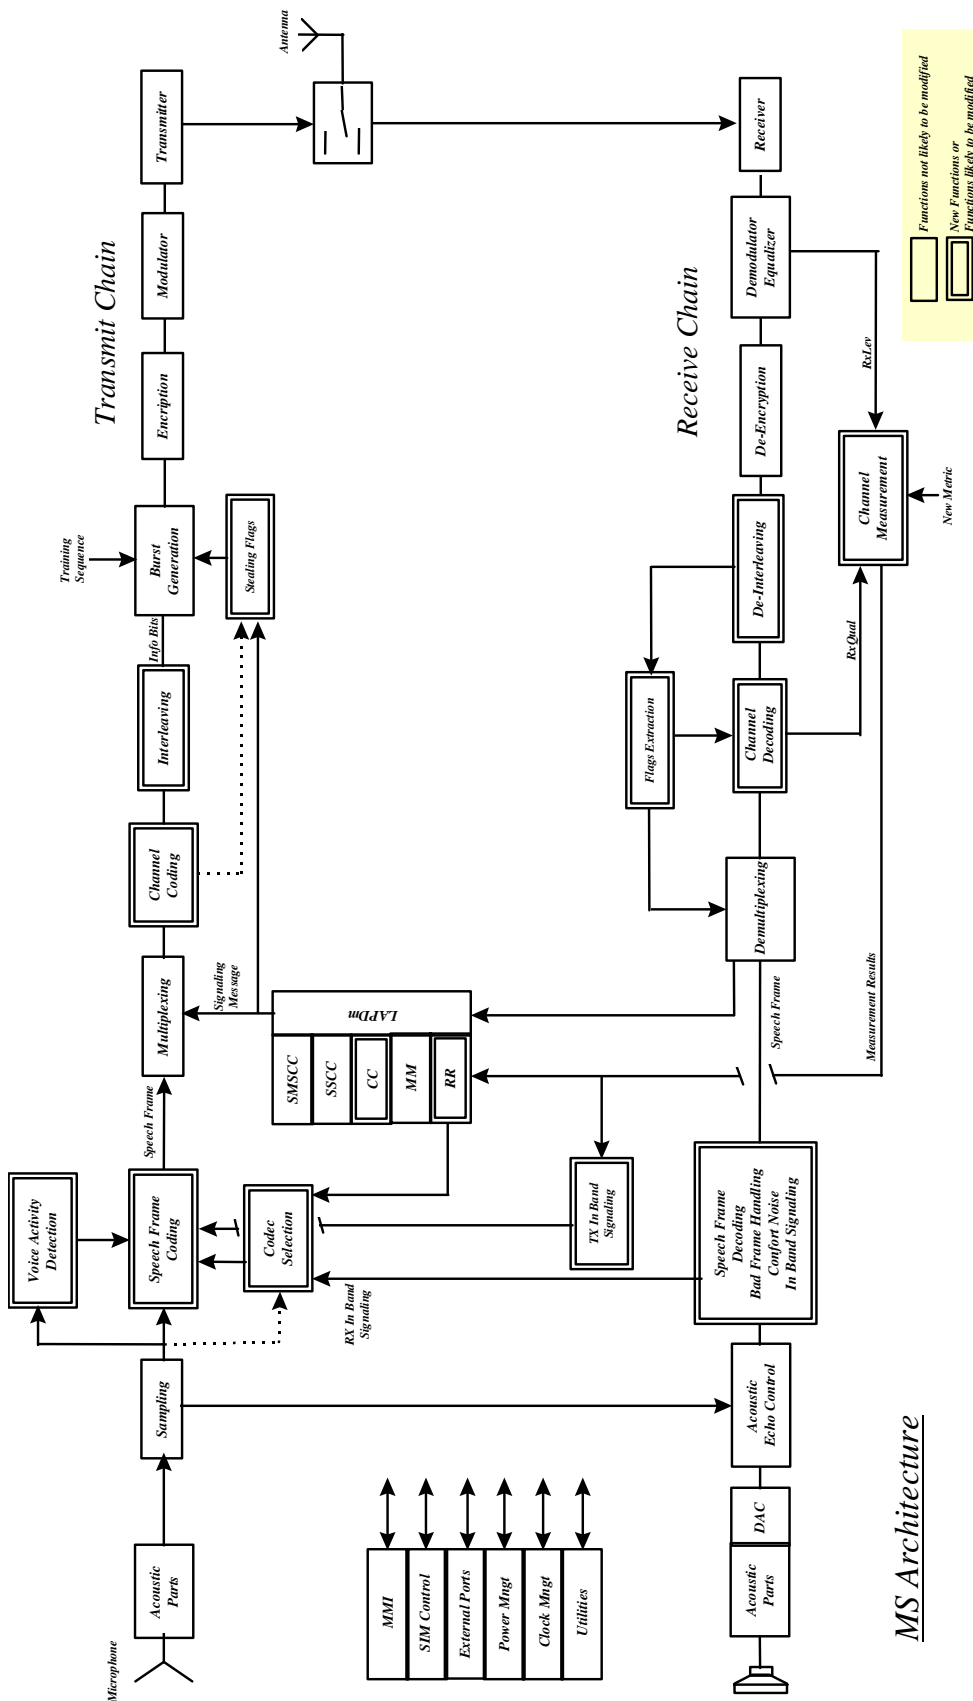 Antenna
Transmit Chain
Microphone
Acoustic
Parts
Sampling
Voice Activity
Detection
Speech Frame
Coding
Speech Frame
Multiplexing
Channel
Coding
Interleaving
Info Bits
Training
Sequence
Burst
Generation
Encription
Modulator
Transmitter
Stealing Flags
Signaling
Message
Codec
Selection
RX In Band
Signaling
SMSCC
SSCC
CC
MM
RR
LAPDm
TX In Band
Signaling
MMI
SIM Control
External Ports
Power Mngt
Clock Mngt
Utilities
Receive Chain
Flags Extraction
Acoustic
Parts
DAC
Acoustic
Echo Control
Speech Frame
Decoding
Bad Frame Handling
Confort Noise
In Band Signaling
Speech Frame
Demultiplexing
Channel
Decoding
De-Interleaving
De-Encryption
Demodulator
Equalizer
Receiver
RxQual
RxLev
Channel
Measurement
New Metric
Measurement Results
MS Architecture
Functions not likely to be modified
New Functions or
Functions likely to be modified